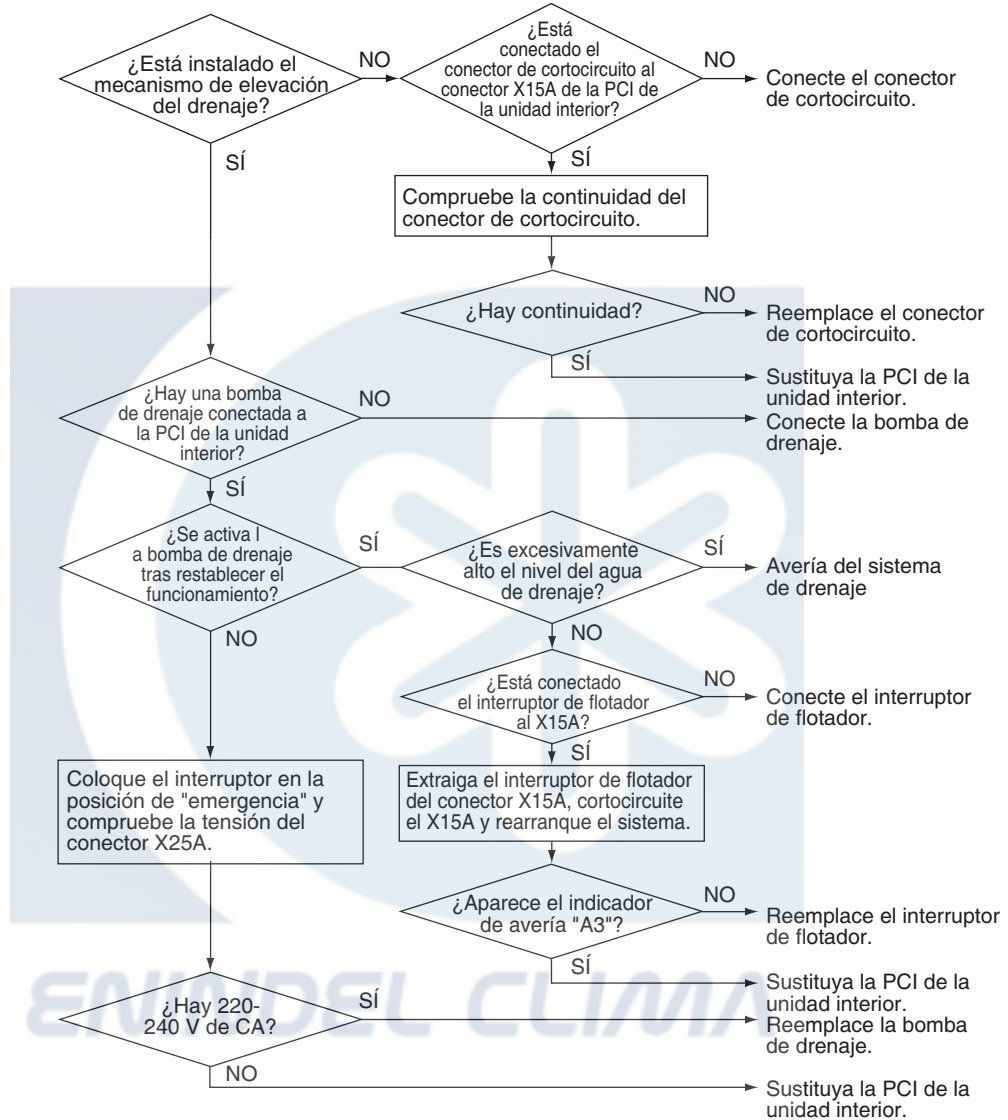 ¿Está instalado el
mecanismo de elevación
del drenaje?
NO
¿Está
conectado el
conector de cortocircuito al
conector X15A de la PCI de
la unidad interior?
NO
Conecte el conector
de cortocircuito.
SÍ
SÍ
Compruebe la continuidad del
conector de cortocircuito.
¿Hay continuidad?
NO
Reemplace el conector
de cortocircuito.
SÍ
Sustituya la PCI de la
unidad interior.
¿Hay una bomba
de drenaje conectada a
la PCI de la unidad
interior?
NO
Conecte la bomba de
drenaje.
SÍ
¿Se activa l
a bomba de drenaje
tras restablecer el
funcionamiento?
SÍ
¿Es excesivamente
alto el nivel del agua
de drenaje?
SÍ
Avería del sistema
de drenaje
NO
NO
¿Está conectado
el interruptor de flotador
al X15A?
NO
Conecte el interruptor
de flotador.
SÍ
Coloque el interruptor en la
posición de "emergencia" y
compruebe la tensión del
conector X25A.
Extraiga el interruptor de flotador
del conector X15A, cortocircuite
el X15A y rearranque el sistema.
¿Aparece el indicador
de avería "A3"?
NO
Reemplace el interruptor
de flotador.
SÍ
Sustituya la PCI de la
unidad interior.
¿Hay 220-
240 V de CA?
SÍ
Reemplace la bomba
de drenaje.
NO
Sustituya la PCI de la
unidad interior.
ENINDEL CLIMA